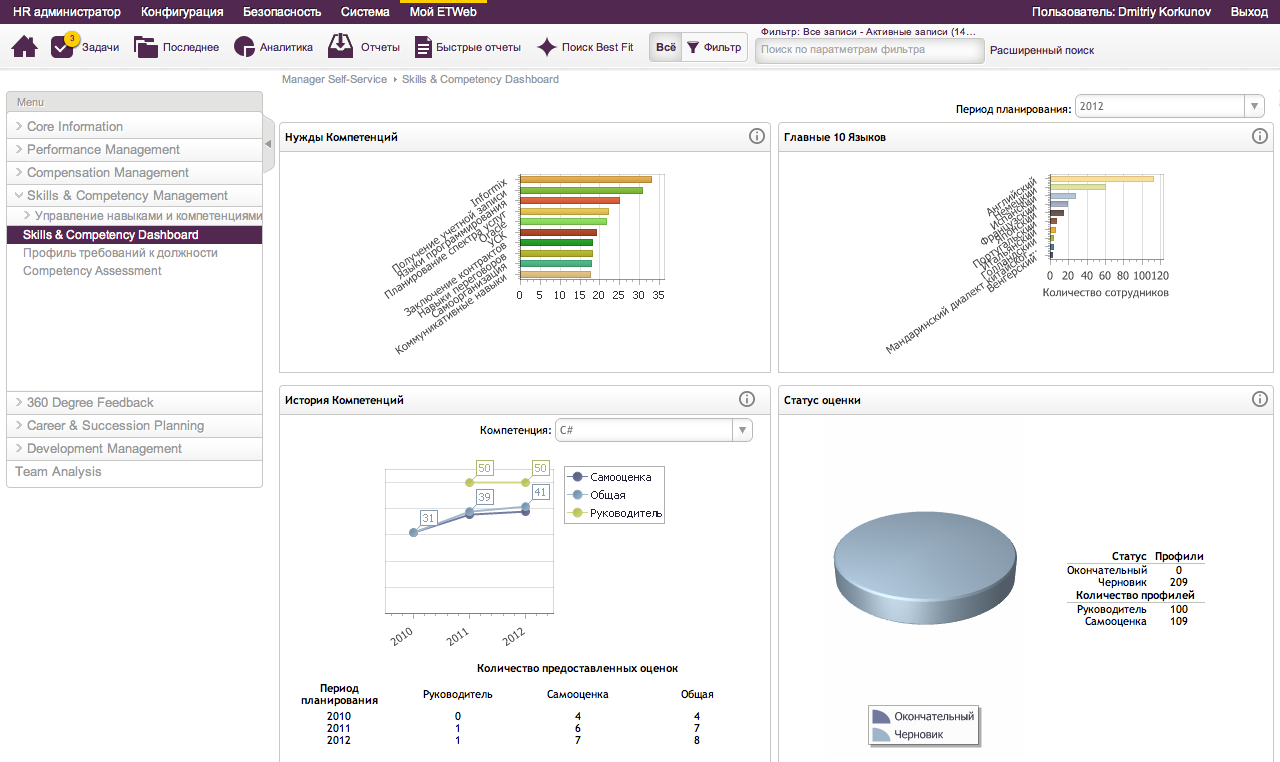 HR администратор Конфигурация Безопасность Система Мой ETWeb Пользователь: Dmitriy Korkunov Выход
3 Задачи Последнее Аналитика Отчеты Быстрые отчеты Поиск Best Fit Всё Фильтр
Фильтр: Все записи - Активные записи (14...
Поиск по паратметрам фильтра Расширенный поиск
Manager Self-Service Skills & Competency Dashboard
Menu
Core Information
Performance Management
Compensation Management
Skills & Competency Management
Управление навыками и компетенциями
Skills & Competency Dashboard
Профиль требований к должности
Competency Assessment
360 Degree Feedback
Career & Succession Planning
Development Management
Team Analysis
Период планирования: 2012
Нужды Компетенций
Informix
Получение учетной записи
Языки программирования
Планирование спектра услуг
Oracle
УСС
Заключение контрактов
Навыки переговоров
Самоорганизация
Коммуникативные навыки
0 5 10 15 20 25 30 35
Главные 10 Языков
Английский
Французский
Японский
Португальский
Мандаринский диалект китайског..
Венгерский
0 20 40 60 80 100 120
Количество сотрудников
История Компетенций
Компетенция: C#
50 50
39 41
31
2010 2011 2012
Самооценка
Общая
Руководитель
Количество предоставленных оценок
Период планирования Руководитель Самооценка Общая
2010 0 4 4
2011 1 6 7
2012 1 7 8
Статус оценки
Статус Профили
Окончательный 0
Черновик 209
Количество профилей
Руководитель 100
Самооценка 109
Окончательный
Черновик